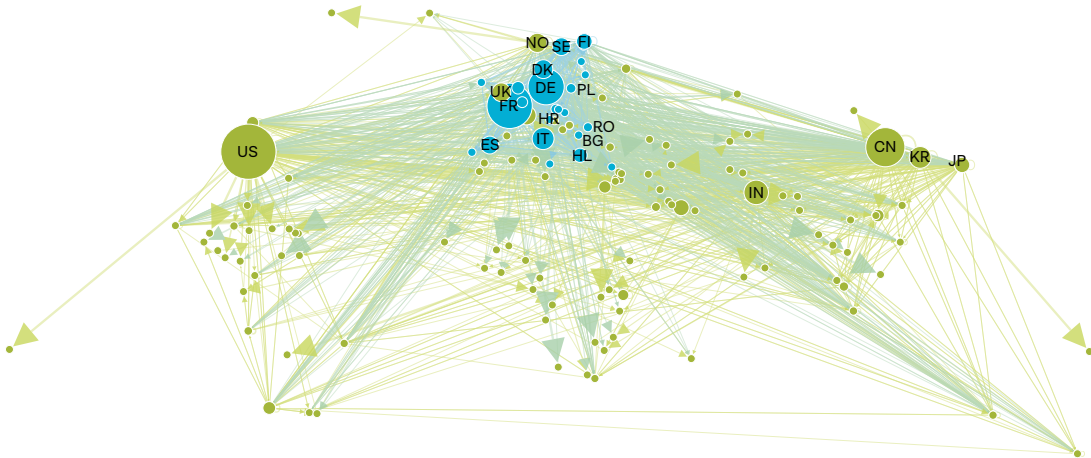 NO
SE
FI
DK
UK
DE
PL
FR
HR
RO
ES
IT
BG
HL
US
CN
KR
JP
IN